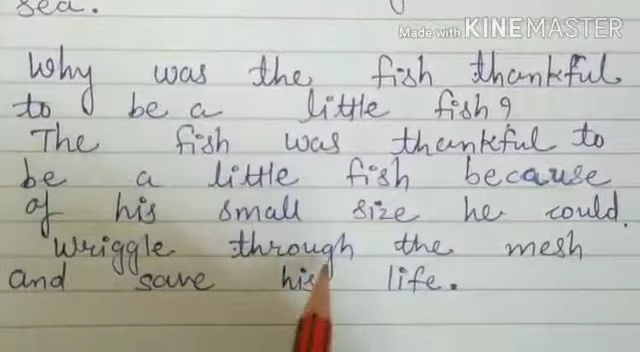 sea.
Made with KINEMASTER
Why was the fish thankful
to be a little fish?
The fish was thankful to
be a little fish because
of his small size he could
wriggle through the mesh
and save his life.